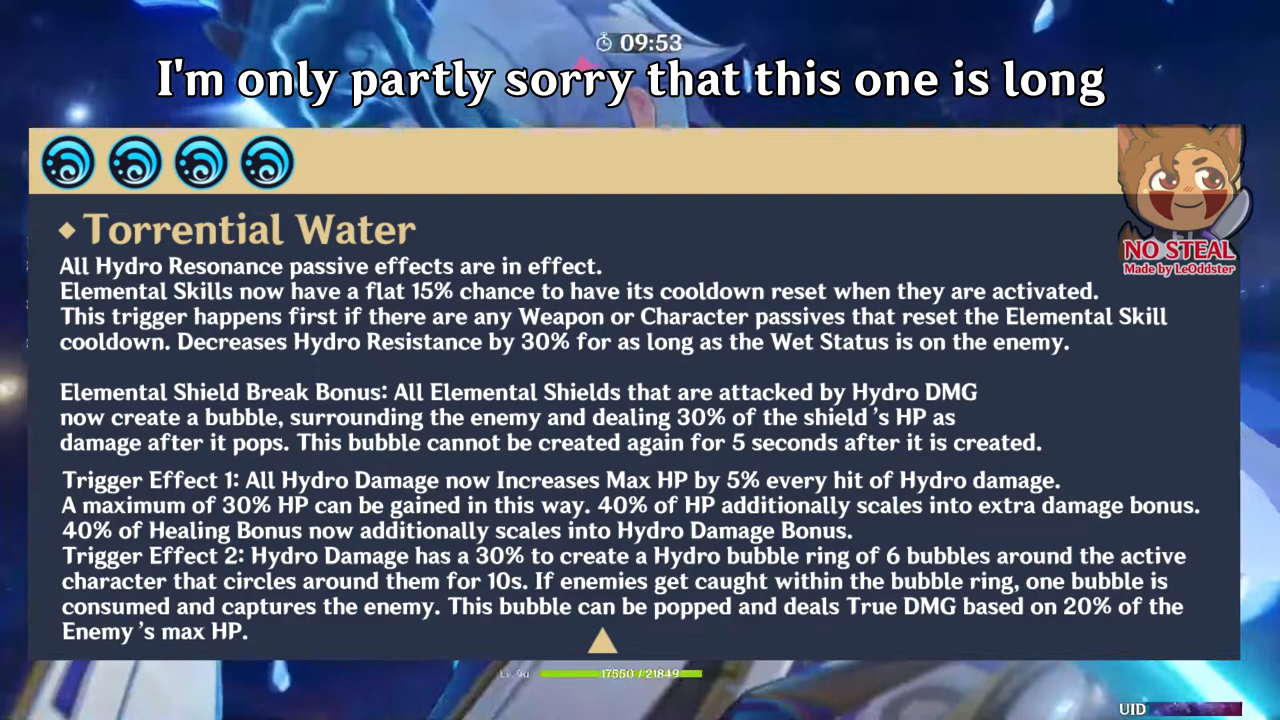 09:53
I'm only partly sorry that this one is long
NO STEAL
Made by LeOddster
Torrential Water
All Hydro Resonance passive effects are in effect.
Elemental Skills now have a flat 15% chance to have its cooldown reset when they are activated.
This trigger happens first if there are any Weapon or Character passives that reset the Elemental Skill
cooldown. Decreases Hydro Resistance by 30% for as long as the Wet Status is on the enemy.
Elemental Shield Break Bonus: All Elemental Shields that are attacked by Hydro DMG
now create a bubble, surrounding the enemy and dealing 30% of the shield's HP as
damage after it pops. This bubble cannot be created again for 5 seconds after it is created.
Trigger Effect 1: All Hydro Damage now Increases Max HP by 5% every hit of Hydro damage.
A maximum of 30% HP can be gained in this way. 40% of HP additionally scales into extra damage bonus.
40% of Healing Bonus now additionally scales into Hydro Damage Bonus.
Trigger Effect 2: Hydro Damage has a 30% to create a Hydro bubble ring of 6 bubbles around the active
character that circles around them for 10s. If enemies get caught within the bubble ring, one bubble is
consumed and captures the enemy. This bubble can be popped and deals True DMG based on 20% of the
Enemy's max HP.
Lv. 90
17550 / 21849
UID